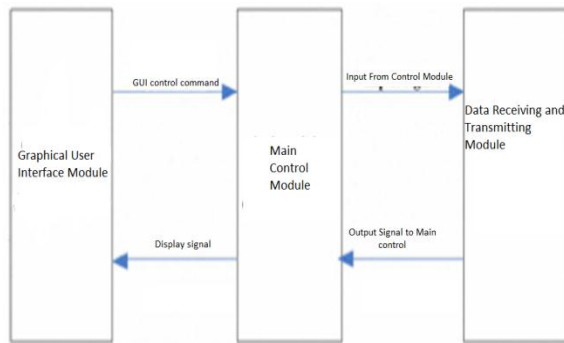 GUI control command
Input From Control Module
Data Receiving and
Transmitting
Module
Graphical User
Interface Module
Main
Control
Module
Display signal
Output Signal to Main
control